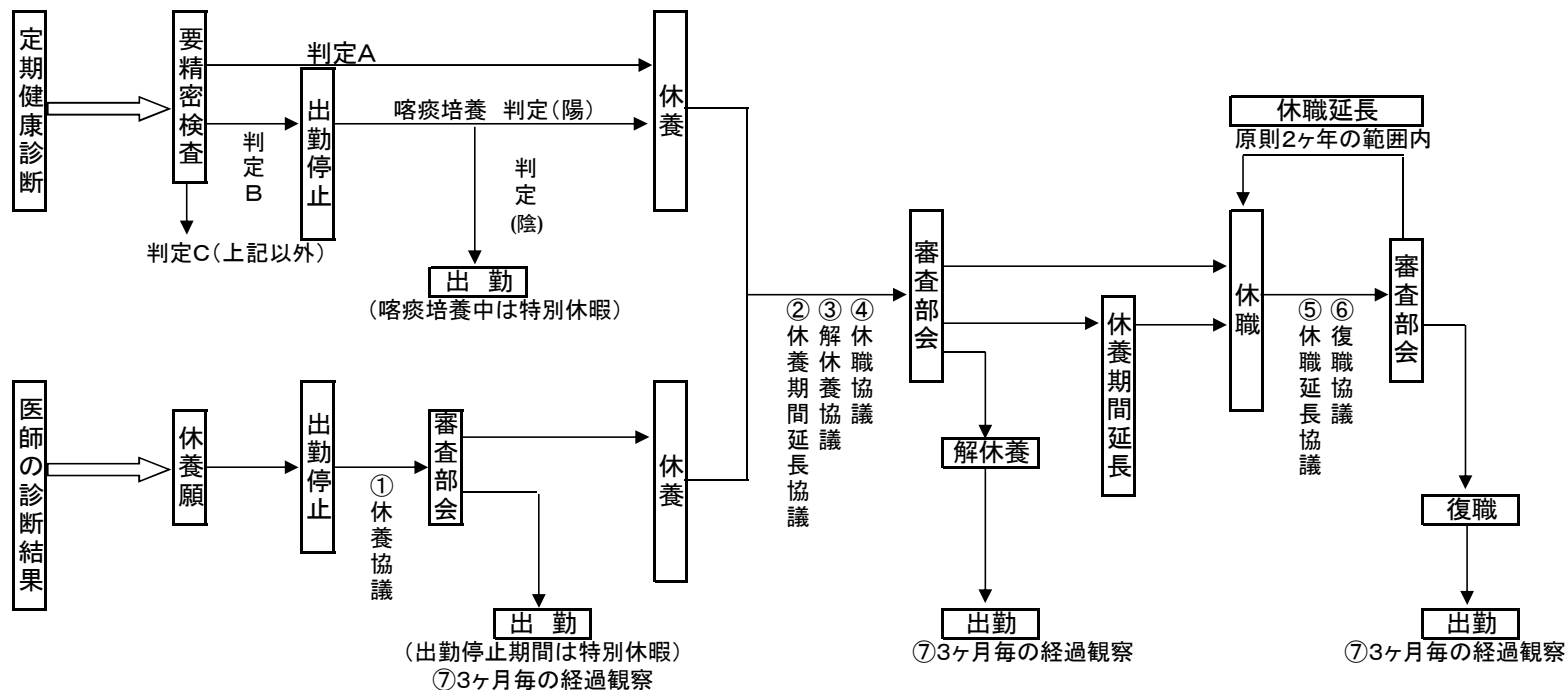 定期健康診断
要精密検査
判定A
判定B
判定C（上記以外）
出勤停止
喀痰培養 判定（陽）
判定(陰)
出 勤
（喀痰培養中は特別休暇）
休養
医師の診断結果
休養願
出勤停止
①休養協議
審査部会
出 勤
（出勤停止期間は特別休暇）
⑦3ヶ月毎の経過観察
休養
②休養期間延長協議
③解休養協議
④休職協議
審査部会
解休養
出勤
⑦3ヶ月毎の経過観察
休養期間延長
休職延長
原則2ヶ年の範囲内
休職
⑤休職延長協議
⑥復職協議
審査部会
復職
出勤
⑦3ヶ月毎の経過観察